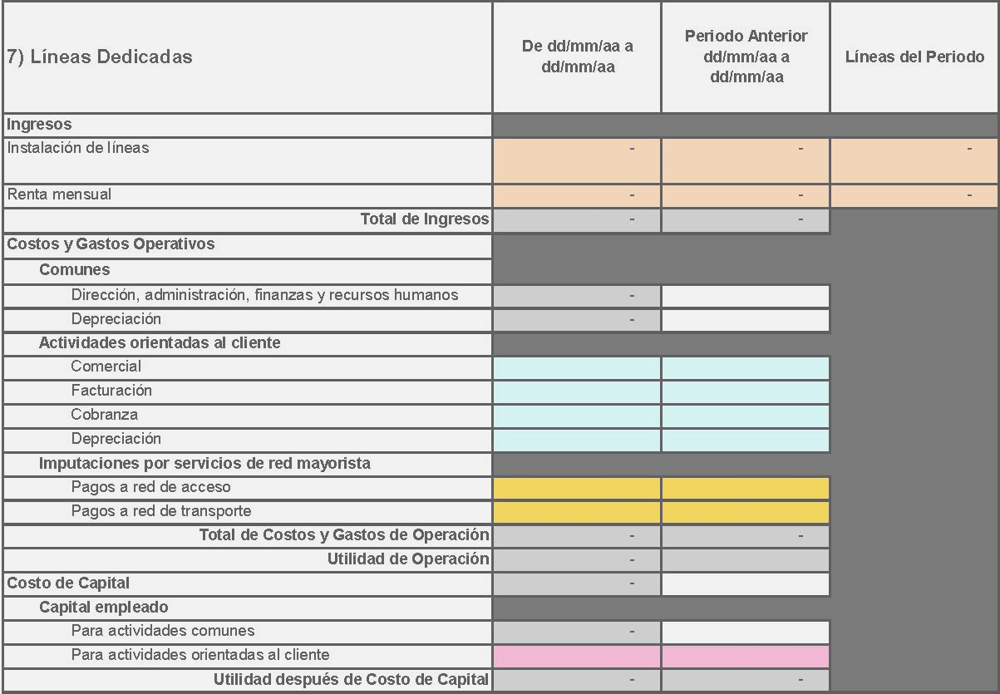 7) Líneas Dedicadas
De dd/mm/aa a
dd/mm/aa
Periodo Anterior
dd/mm/aa a
dd/mm/aa
Líneas del Periodo
Ingresos
Instalación de líneas - - -
Renta mensual - - -
Total de Ingresos - -
Costos y Gastos Operativos
Comunes
Dirección, administración, finanzas y recursos humanos -
Depreciación -
Actividades orientadas al cliente
Comercial
Facturación
Cobranza
Depreciación
Imputaciones por servicios de red mayorista
Pagos a red de acceso
Pagos a red de transporte
Total de Costos y Gastos de Operación - -
Utilidad de Operación -
Costo de Capital -
Capital empleado
Para actividades comunes -
Para actividades orientadas al cliente
Utilidad después de Costo de Capital - -